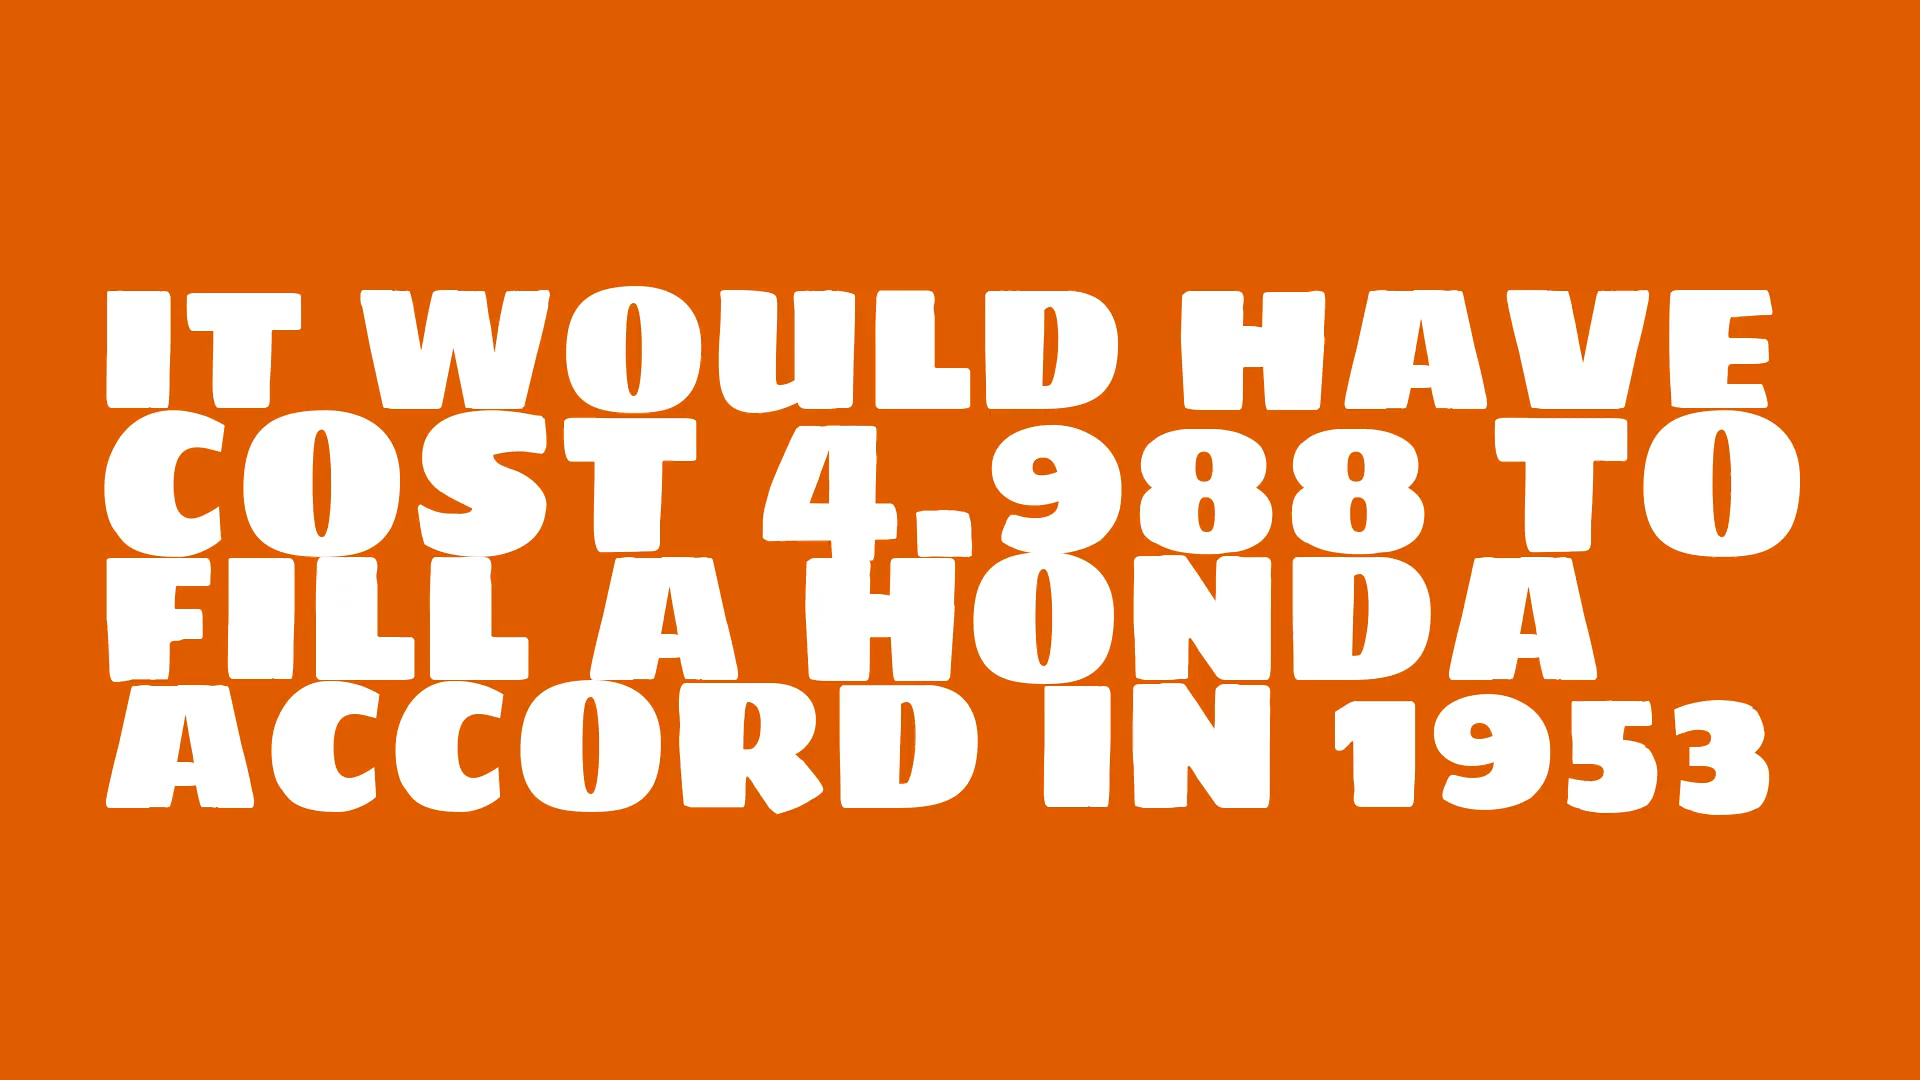 IT WOULD HAVE
COST 4.988 TO
FILL A HONDA
ACCORD IN 1953